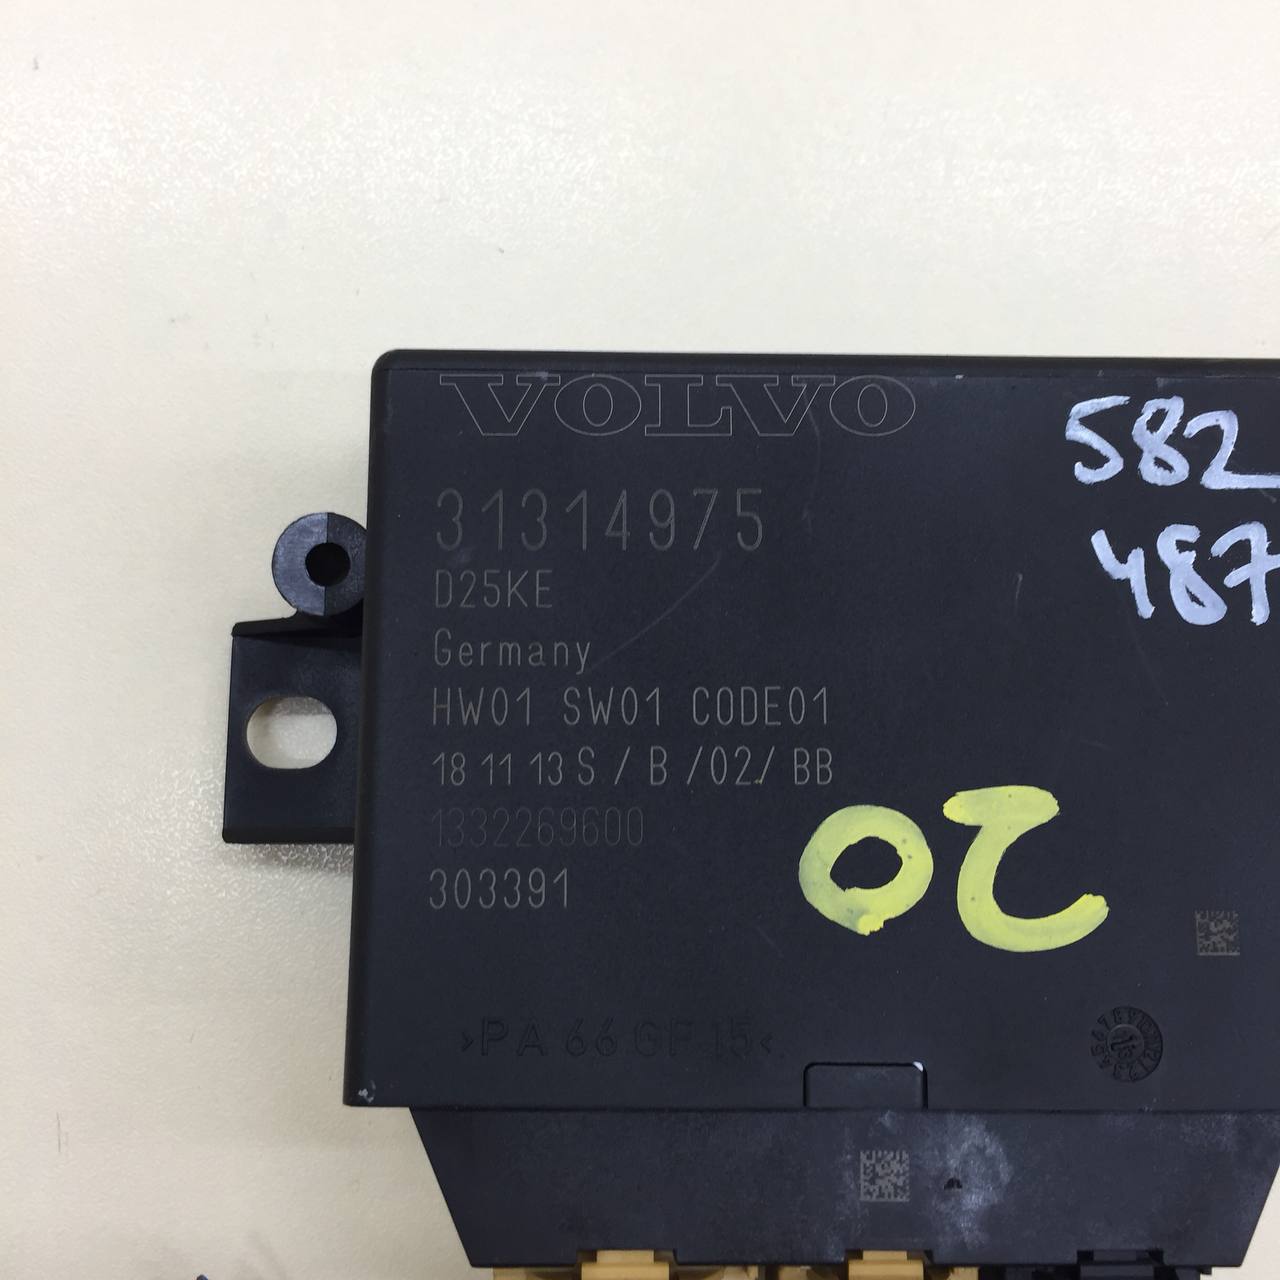 VOLVO
582
487
31314975
D25KE
Germany
HW01 SW01 CODE01
18 11 13 S / B /02/ BB
1332269600
303391
02
>PA 66 GF 15<